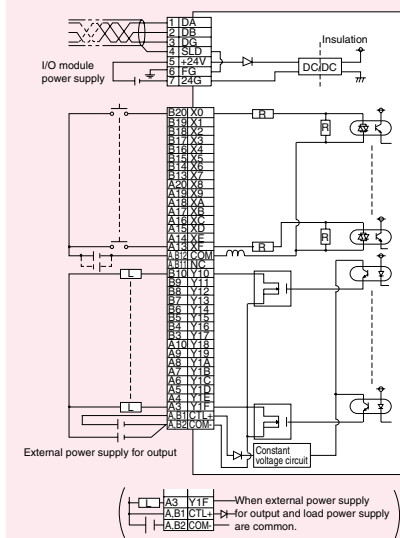 1 DA
2 DB
3 DG
4 SLD
5 +24V
6 FG
7 24G
I/O module
power supply
Insulation
DC/DC
B20 X0
B19 X1
B18 X2
B17 X3
B16 X4
B15 X5
B14 X6
B13 X7
A20 X8
A19 X9
A18 XA
A17 XB
A16 XC
A15 XD
A14 XE
A13 XF
A,B12 COM
A,B11 NC
B10 Y10
B9 Y11
B8 Y12
B7 Y13
B6 Y14
B5 Y15
B4 Y16
B3 Y17
A10 Y18
A9 Y19
A8 Y1A
A7 Y1B
A6 Y1C
A5 Y1D
A4 Y1E
A3 Y1F
A,B1 CTL+
A,B2 COM-
R
R
R
R
L
L
External power supply for output
Constant
voltage circuit
L A3 Y1F When external power supply
A,B1 CTL+ for output and load power supply
A,B2 COM- are common.